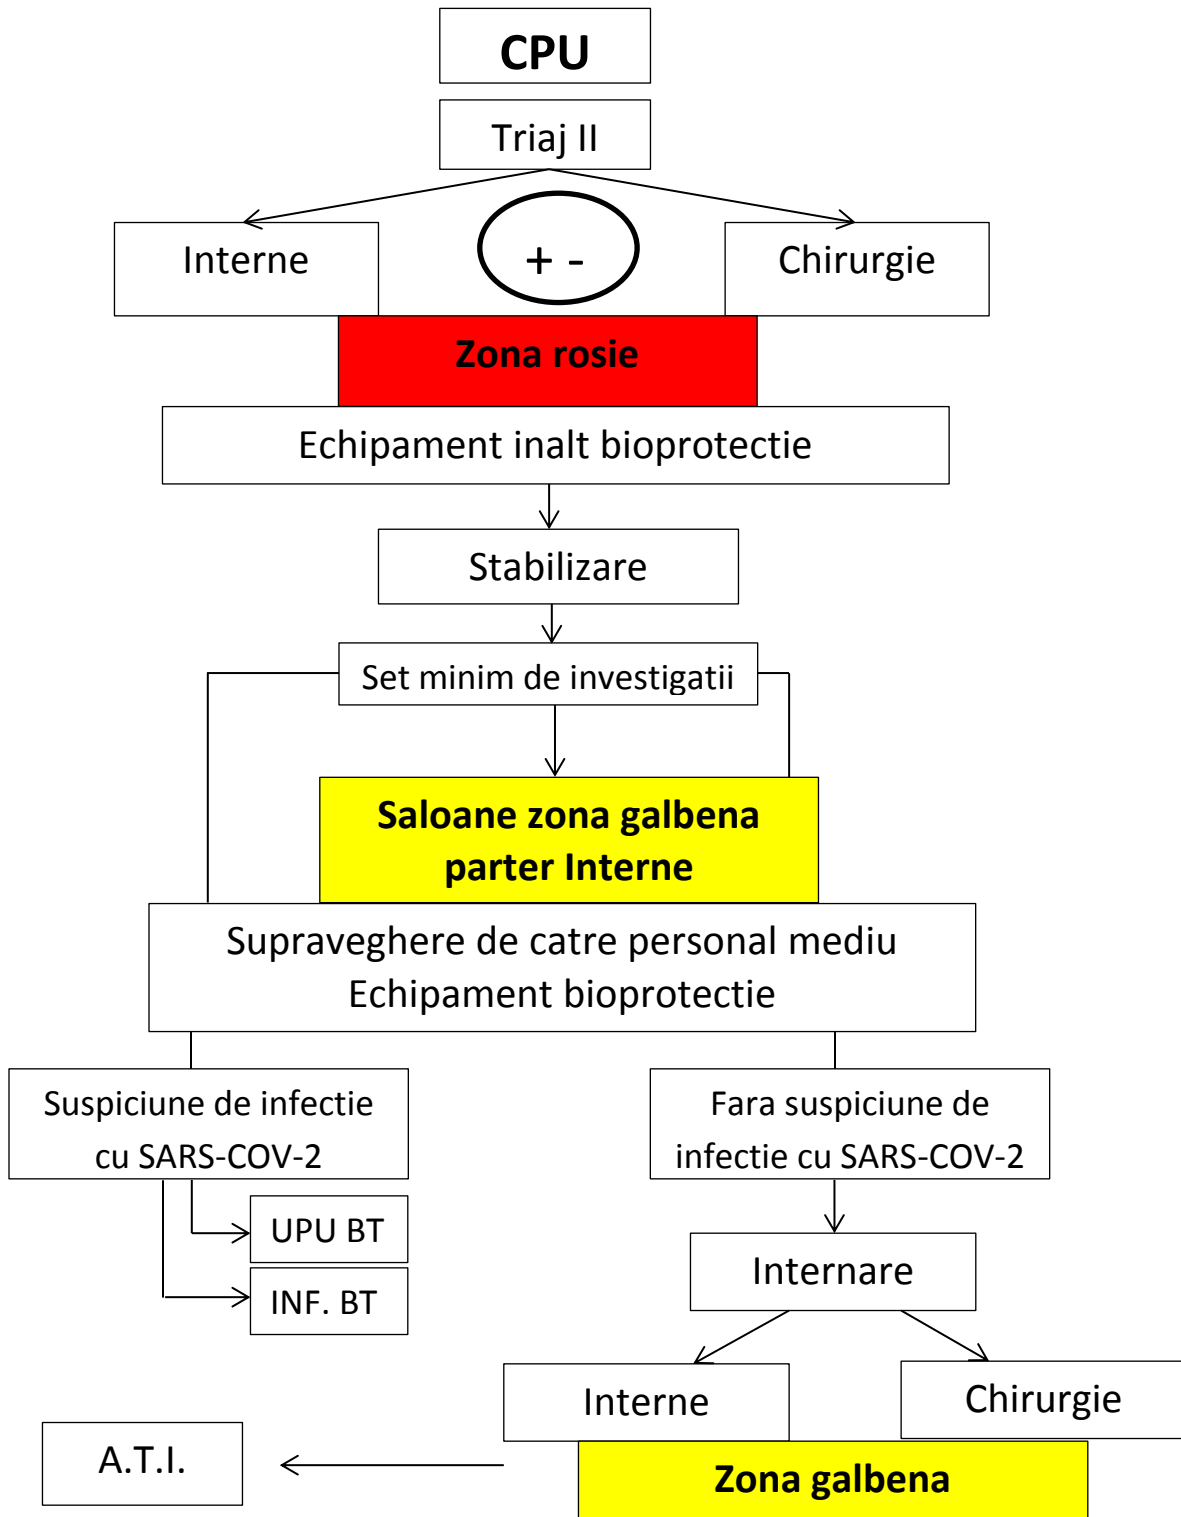 CPU
Triaj II
Interne
+ -
Chirurgie
Zona rosie
Echipament inalt bioprotectie
Stabilizare
Set minim de investigatii
Saloane zona galbena
parter Interne
Supraveghere de catre personal mediu
Echipament bioprotectie
Suspiciune de infectie
cu SARS-COV-2
Fara suspiciune de
infectie cu SARS-COV-2
UPU BT
INF. BT
Internare
Interne
Chirurgie
A.T.I.
Zona galbena